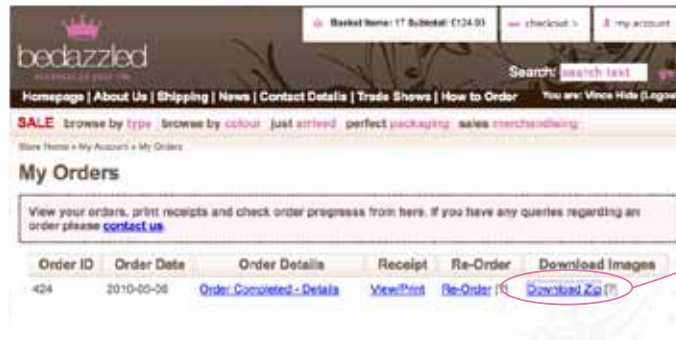 Basket Items: 17 Subtotal: £124.93
checkout >
my account
bedazzled
Search: search text
Homepage | About Us | Shipping | News | Contact Details | Trade Shows | How to Order
You are: Vince Hide (Logout
SALE browse by type browse by colour just arrived perfect packaging sales merchandising
Store Home » My Account » My Orders
My Orders
View your orders, print receipts and check order progress from here. If you have any queries regarding an
order please contact us.
Order ID Order Date Order Details Receipt Re-Order Download Images
424 2010-05-06 Order Completed - Details View/Print Re-Order [?] Download Zip [?]